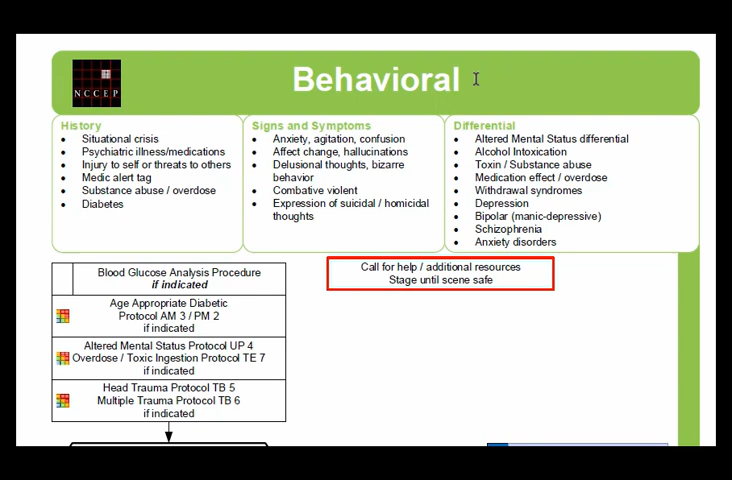 Behavioral
NCCEP
History
• Situational crisis
• Psychiatric illness/medications
• Injury to self or threats to others
• Medic alert tag
• Substance abuse / overdose
• Diabetes
Signs and Symptoms
• Anxiety, agitation, confusion
• Affect change, hallucinations
• Delusional thoughts, bizarre
behavior
• Combative violent
• Expression of suicidal / homicidal
thoughts
Differential
• Altered Mental Status differential
• Alcohol Intoxication
• Toxin / Substance abuse
• Medication effect / overdose
• Withdrawal syndromes
• Depression
• Bipolar (manic-depressive)
• Schizophrenia
• Anxiety disorders
Call for help / additional resources
Stage until scene safe
Blood Glucose Analysis Procedure
if indicated
Age Appropriate Diabetic
Protocol AM 3 / PM 2
if indicated
Altered Mental Status Protocol UP 4
Overdose / Toxic Ingestion Protocol TE 7
if indicated
Head Trauma Protocol TB 5
Multiple Trauma Protocol TB 6
if indicated